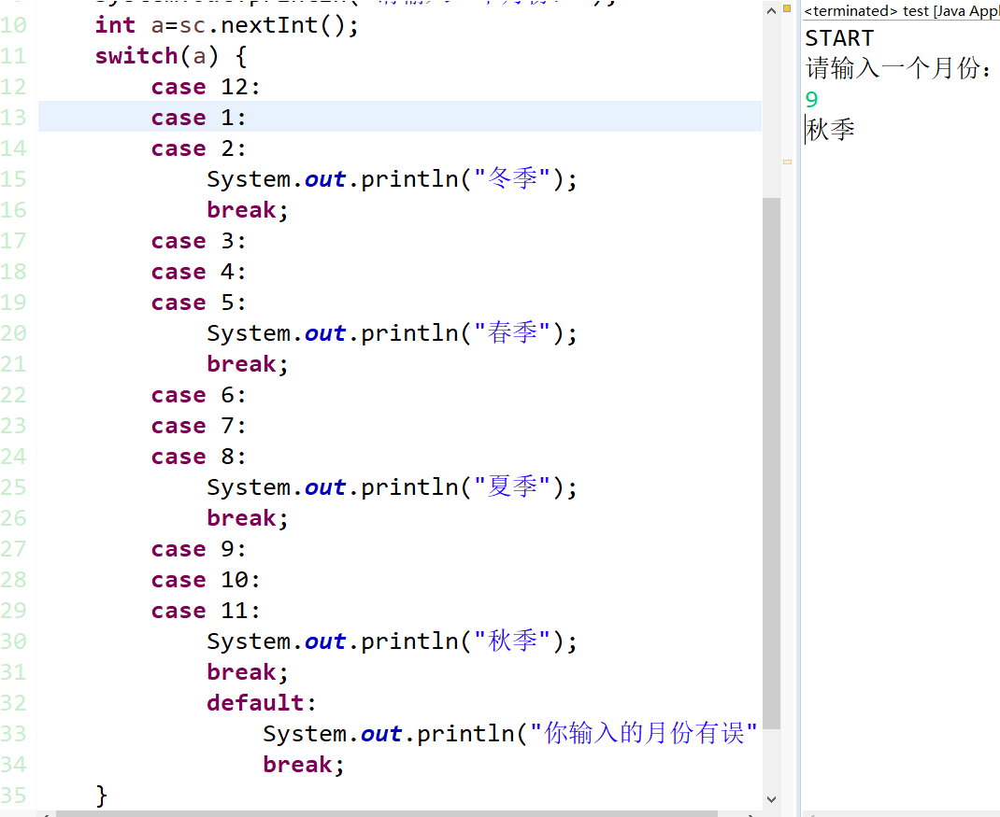 10 int a=sc.nextInt();
11 switch(a) {
12 case 12:
13 case 1:
14 case 2:
15 System.out.println("冬季");
16 break;
17 case 3:
18 case 4:
19 case 5:
20 System.out.println("春季");
21 break;
22 case 6:
23 case 7:
24 case 8:
25 System.out.println("夏季");
26 break;
27 case 9:
28 case 10:
29 case 11:
30 System.out.println("秋季");
31 break;
32 default:
33 System.out.println("你输入的月份有误"
34 break;
35 }
<terminated> test [Java Appl
START
请输入一个月份：
9
秋季